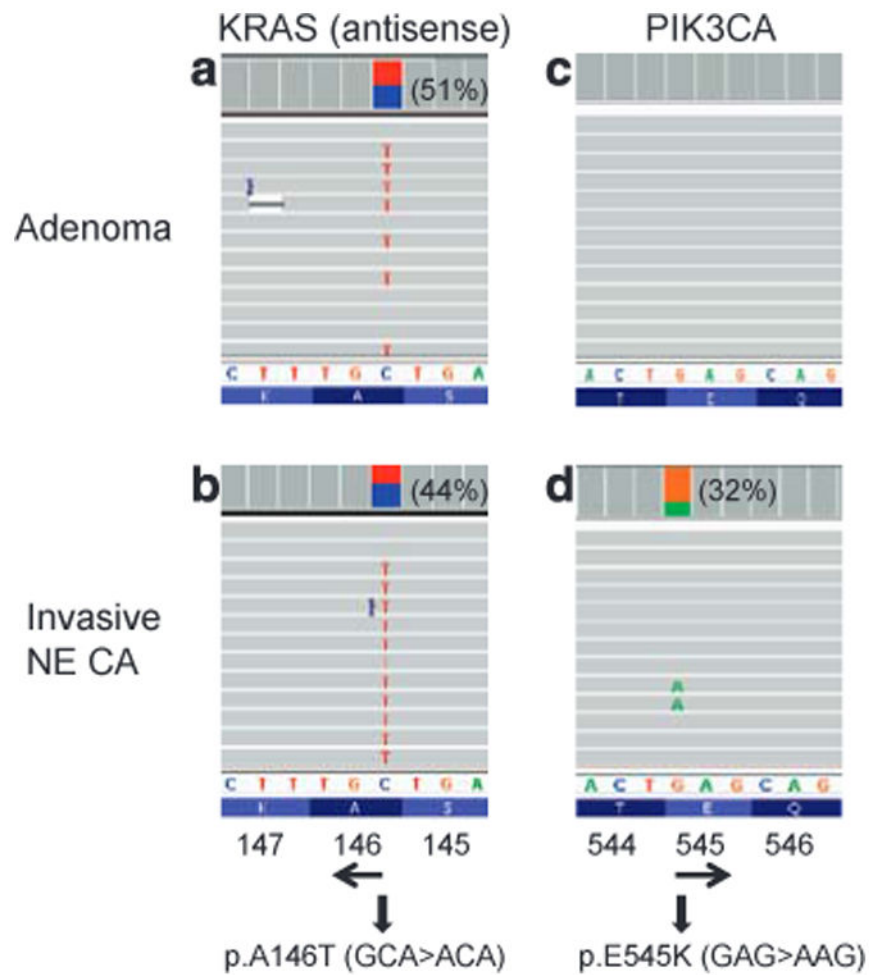 KRAS (antisense) PIK3CA
a (51%) c
Adenoma
T
T
T
T
T
T
T
C T T T G C T G A A C T G A G C A G
K A S T E Q
b (44%) d (32%)
Invasive
NE CA
T
T
T
T
T
T
T
T
T
T
A
A
C T T T G C T G A A C T G A G C A G
K A S T E Q
147 146 145 544 545 546
p.A146T (GCA>ACA) p.E545K (GAG>AAG)